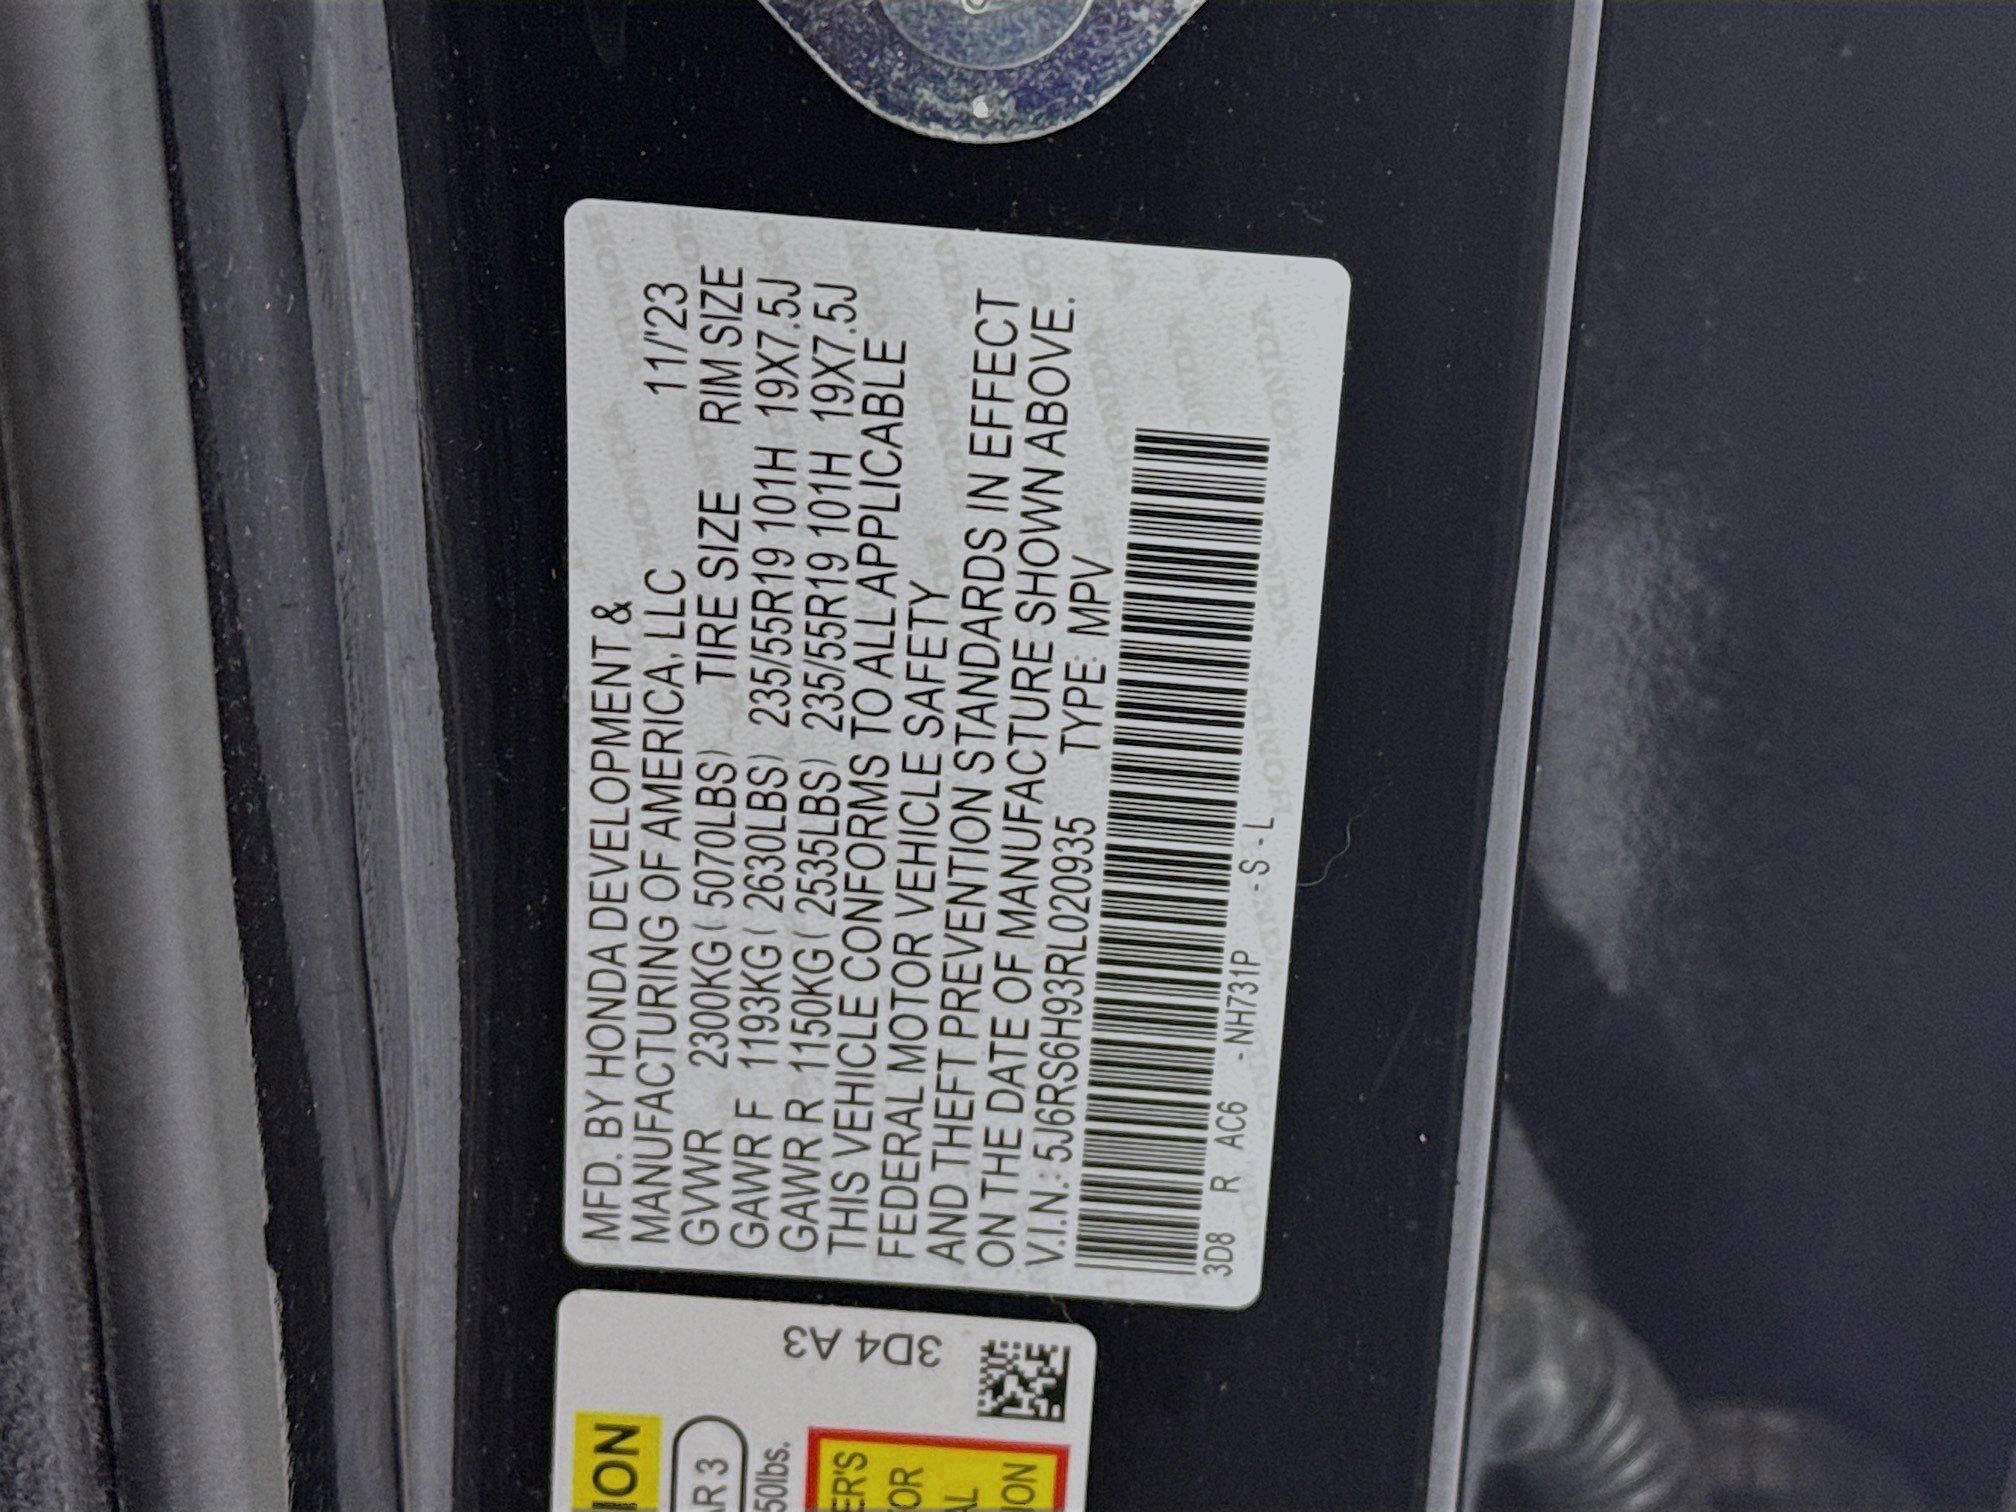 MFD. BY HONDA DEVELOPMENT &
MANUFACTURING OF AMERICA, LLC 11/'23
GVWR 2300KG ( 5070LBS) TIRE SIZE RIM SIZE
GAWR F 1193KG ( 2630LBS) 235/55R19 101H 19X7.5J
GAWR R 1150KG ( 2535LBS) 235/55R19 101H 19X7.5J
THIS VEHICLE CONFORMS TO ALL APPLICABLE
FEDERAL MOTOR VEHICLE SAFETY
AND THEFT PREVENTION STANDARDS IN EFFECT
ON THE DATE OF MANUFACTURE SHOWN ABOVE.
V.I.N.: 5J6RS6H93RL020935 TYPE: MPV
3D8 R AC6 -NH731P -S-L
3D4 A3